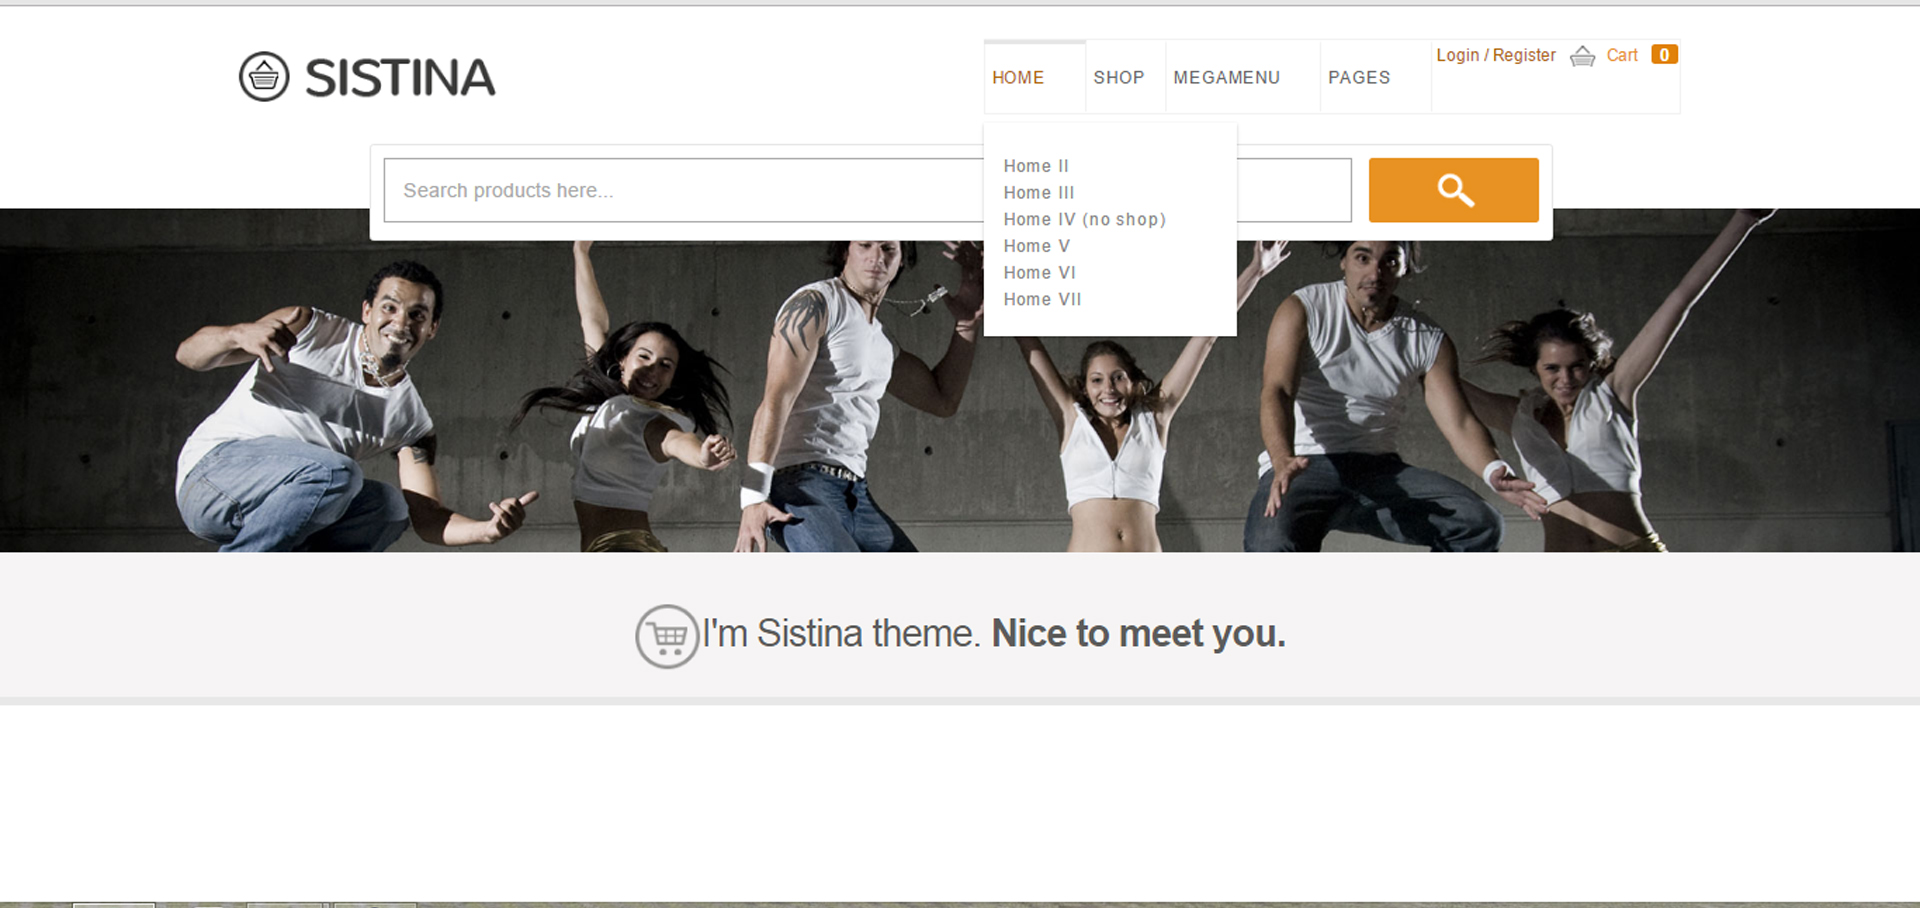 SISTINA
HOME SHOP MEGAMENU PAGES Login / Register Cart 0
Search products here...
Home II
Home III
Home IV (no shop)
Home V
Home VI
Home VII
I'm Sistina theme. Nice to meet you.